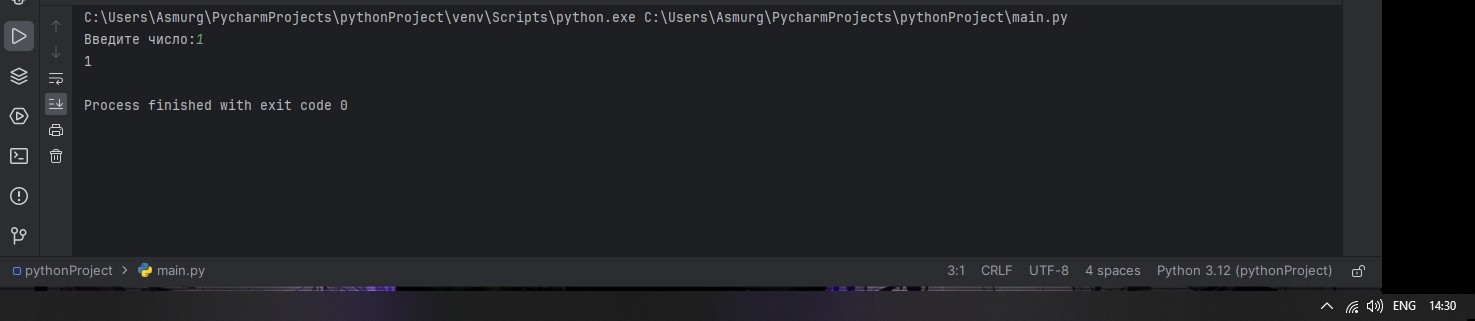 C:\Users\Asmurg\PycharmProjects\pythonProject\venv\Scripts\python.exe C:\Users\Asmurg\PycharmProjects\pythonProject\main.py
Введите число:1
1
Process finished with exit code 0
pythonProject > main.py 3:1 CRLF UTF-8 4 spaces Python 3.12 (pythonProject)
ENG 14:30